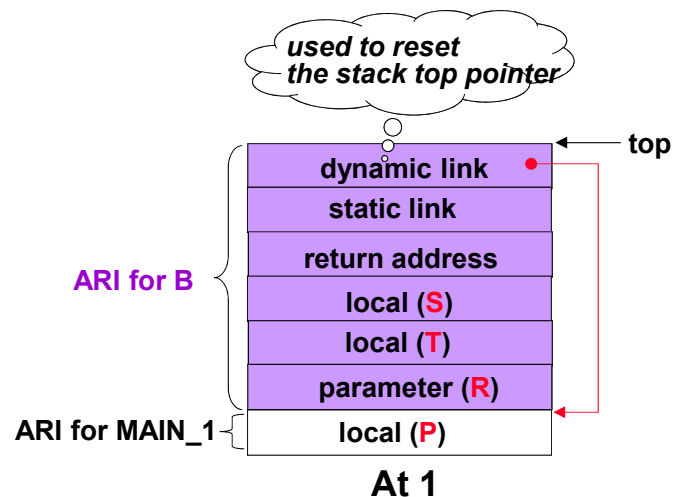 used to reset
the stack top pointer
top
dynamic link
static link
return address
ARI for B
local (S)
local (T)
parameter (R)
ARI for MAIN_1
local (P)
At 1